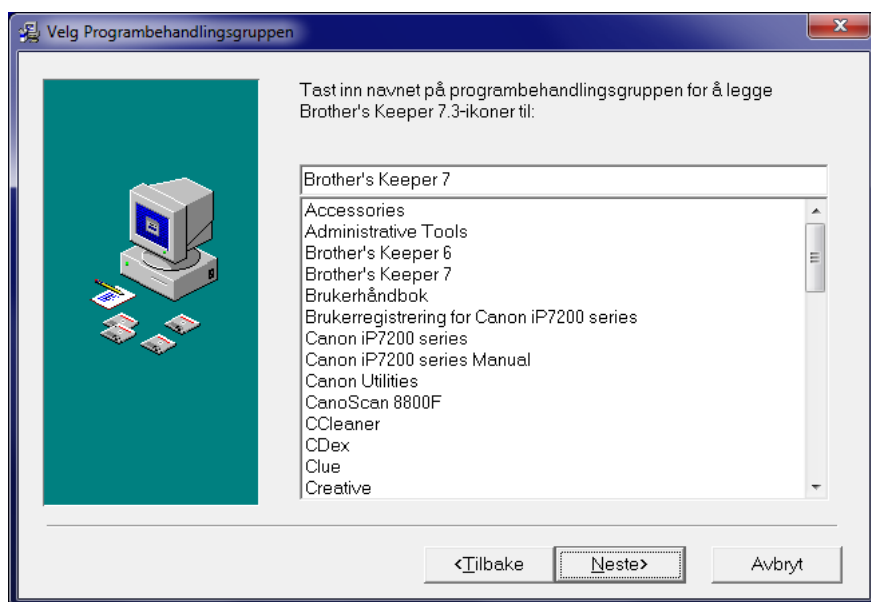 Velg Programbehandlingsgruppen
Tast inn navnet på programbehandlingsgruppen for å legge
Brother's Keeper 7.3-ikoner til:
Brother's Keeper 7
Accessories
Administrative Tools
Brother's Keeper 6
Brother's Keeper 7
Brukerhåndbok
Brukerregistrering for Canon iP7200 series
Canon iP7200 series
Canon iP7200 series Manual
Canon Utilities
CanoScan 8800F
CCleaner
CDex
Clue
Creative
<Tilbake
Neste>
Avbryt